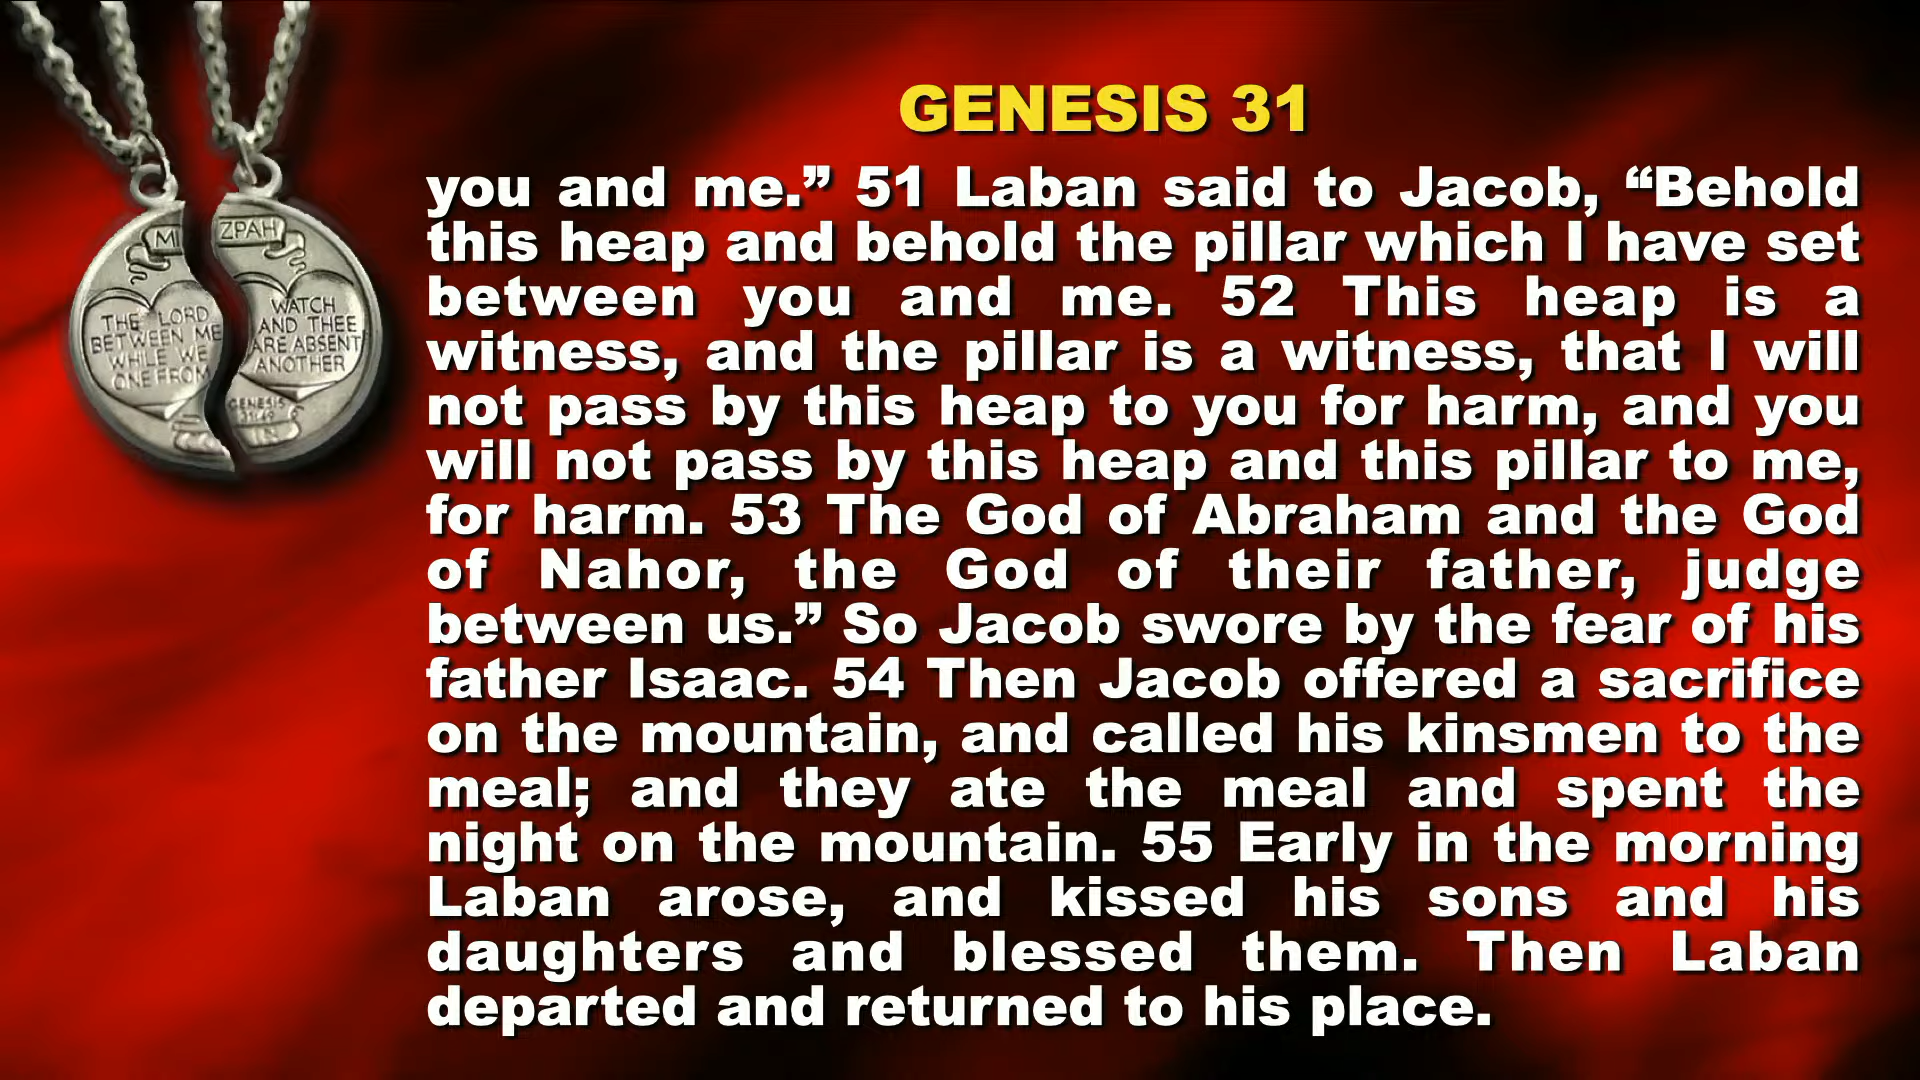 GENESIS 31
you and me.” 51 Laban said to Jacob, “Behold
this heap and behold the pillar which I have set
between you and me. 52 This heap is a
witness, and the pillar is a witness, that I will
not pass by this heap to you for harm, and you
will not pass by this heap and this pillar to me,
for harm. 53 The God of Abraham and the God
of Nahor, the God of their father, judge
between us.” So Jacob swore by the fear of his
father Isaac. 54 Then Jacob offered a sacrifice
on the mountain, and called his kinsmen to the
meal; and they ate the meal and spent the
night on the mountain. 55 Early in the morning
Laban arose, and kissed his sons and his
daughters and blessed them. Then Laban
departed and returned to his place.
MI ZPAH
THE LORD WATCH
BETWEEN ME AND THEE
WHILE WE ARE ABSENT
ONE FROM ANOTHER
GENESIS